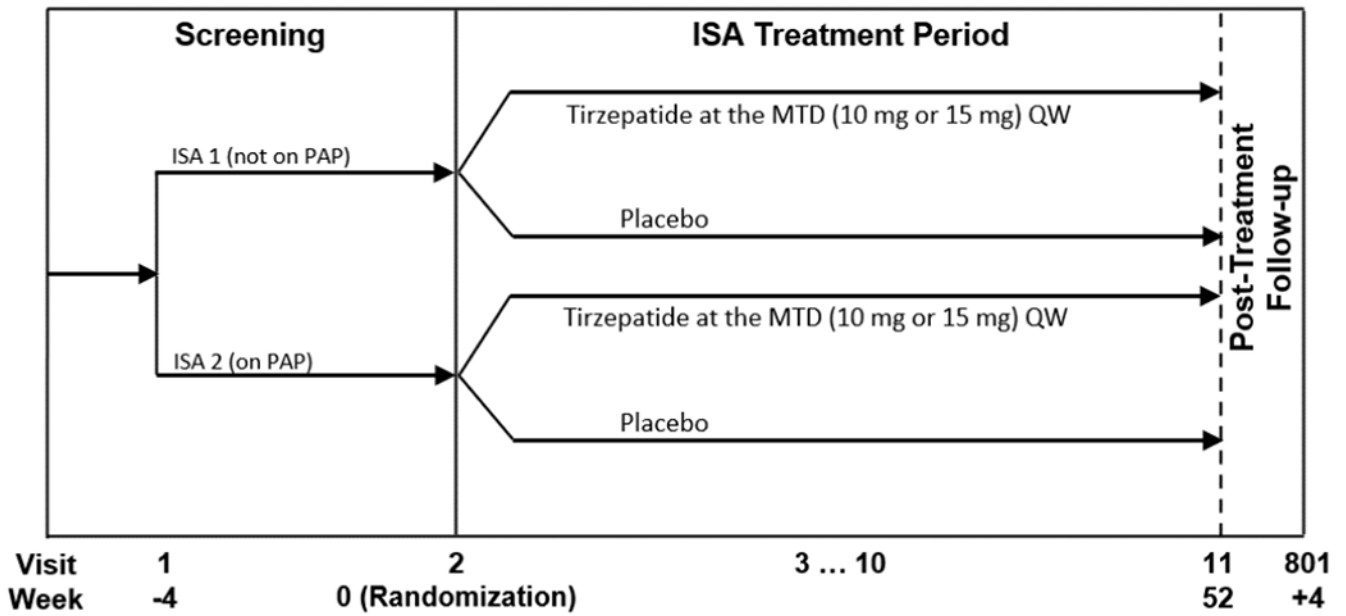 Screening
ISA Treatment Period
Tirzepatide at the MTD (10 mg or 15 mg) QW
ISA 1 (not on PAP)
Placebo
Tirzepatide at the MTD (10 mg or 15 mg) QW
ISA 2 (on PAP)
Placebo
Post-Treatment
Follow-up
Visit 1 2 3 ... 10 11 801
Week -4 0 (Randomization) 52 +4